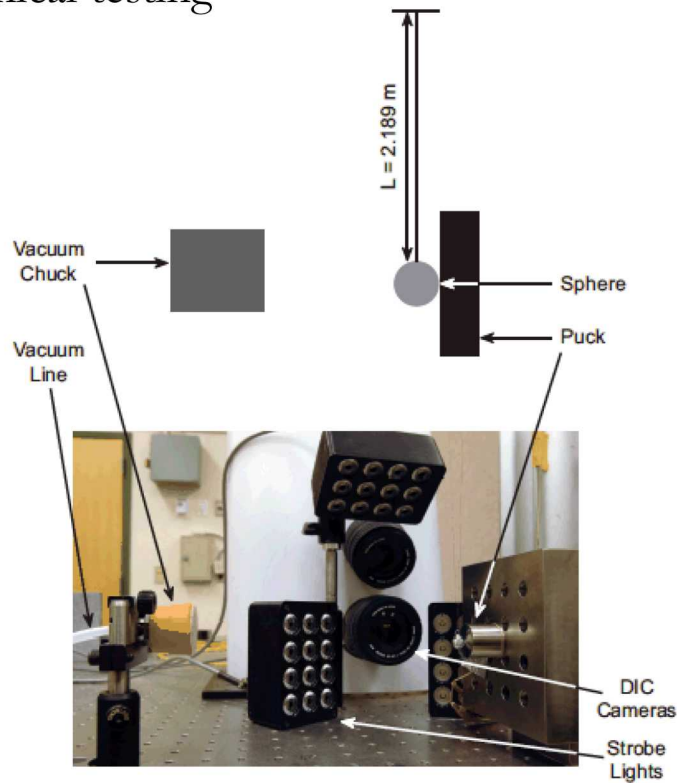 L = 2.189 m
Vacuum
Chuck
Sphere
Vacuum
Line
Puck
DIC
Cameras
Strobe
Lights